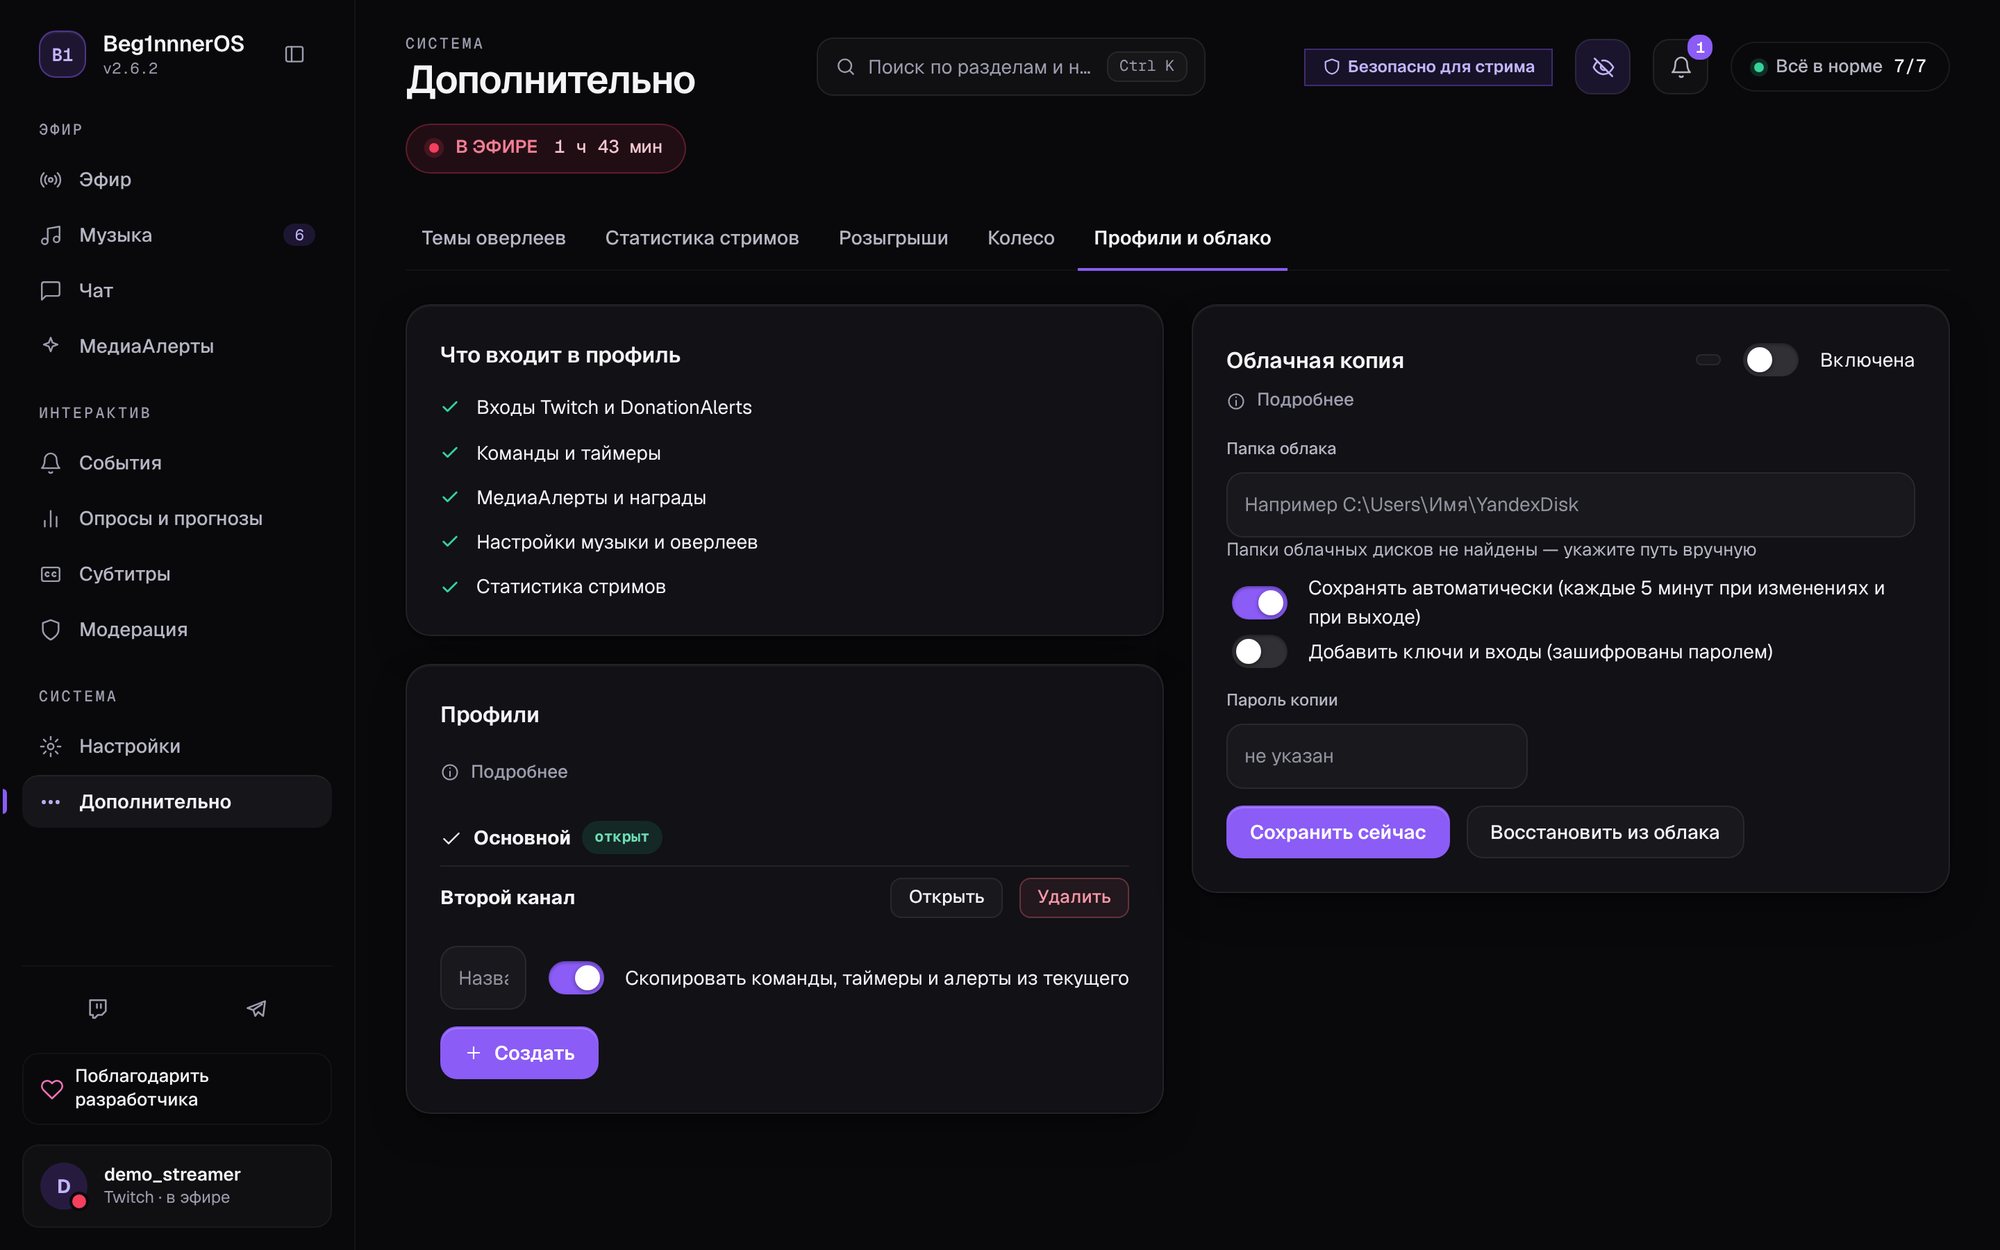 B1
Beg1nnnerOS
v2.6.2
ЭФИР
Эфир
Музыка
6
Чат
МедиаАлерты
ИНТЕРАКТИВ
События
Опросы и прогнозы
Субтитры
Модерация
СИСТЕМА
Настройки
Дополнительно
Поблагодарить
разработчика
D
demo_streamer
Twitch · в эфире
СИСТЕМА
Дополнительно
Поиск по разделам и н...
Ctrl K
Безопасно для стрима
1
Всё в норме 7/7
В ЭФИРЕ 1 ч 43 мин
Темы оверлеев
Статистика стримов
Розыгрыши
Колесо
Профили и облако
Что входит в профиль
Входы Twitch и DonationAlerts
Команды и таймеры
МедиаАлерты и награды
Настройки музыки и оверлеев
Статистика стримов
Профили
Подробнее
Основной
открыт
Второй канал
Открыть
Удалить
Назва
Скопировать команды, таймеры и алерты из текущего
+ Создать
Облачная копия
Включена
Подробнее
Папка облака
Например C:\Users\Имя\YandexDisk
Папки облачных дисков не найдены — укажите путь вручную
Сохранять автоматически (каждые 5 минут при изменениях и
при выходе)
Добавить ключи и входы (зашифрованы паролем)
Пароль копии
не указан
Сохранить сейчас
Восстановить из облака